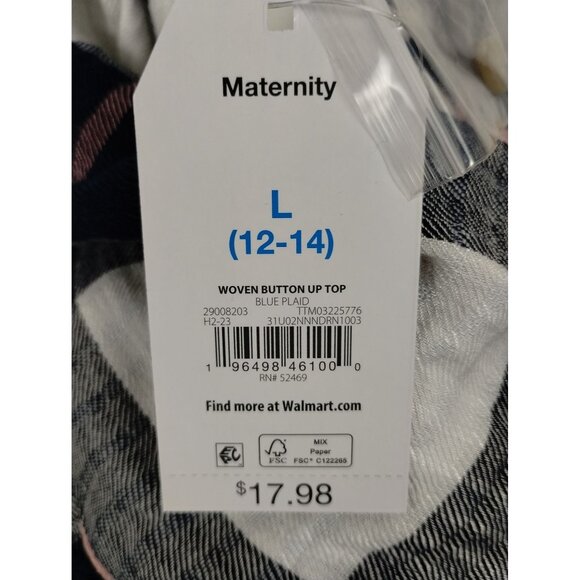 Maternity
L
(12-14)
WOVEN BUTTON UP TOP
BLUE PLAID
29008203 TTM03225776
H2-23 31U02NNNDRN1003
1 96498 46100 0
RN# 52469
Find more at Walmart.com
FSC MIX
Paper
FSC® C122265
$17.98